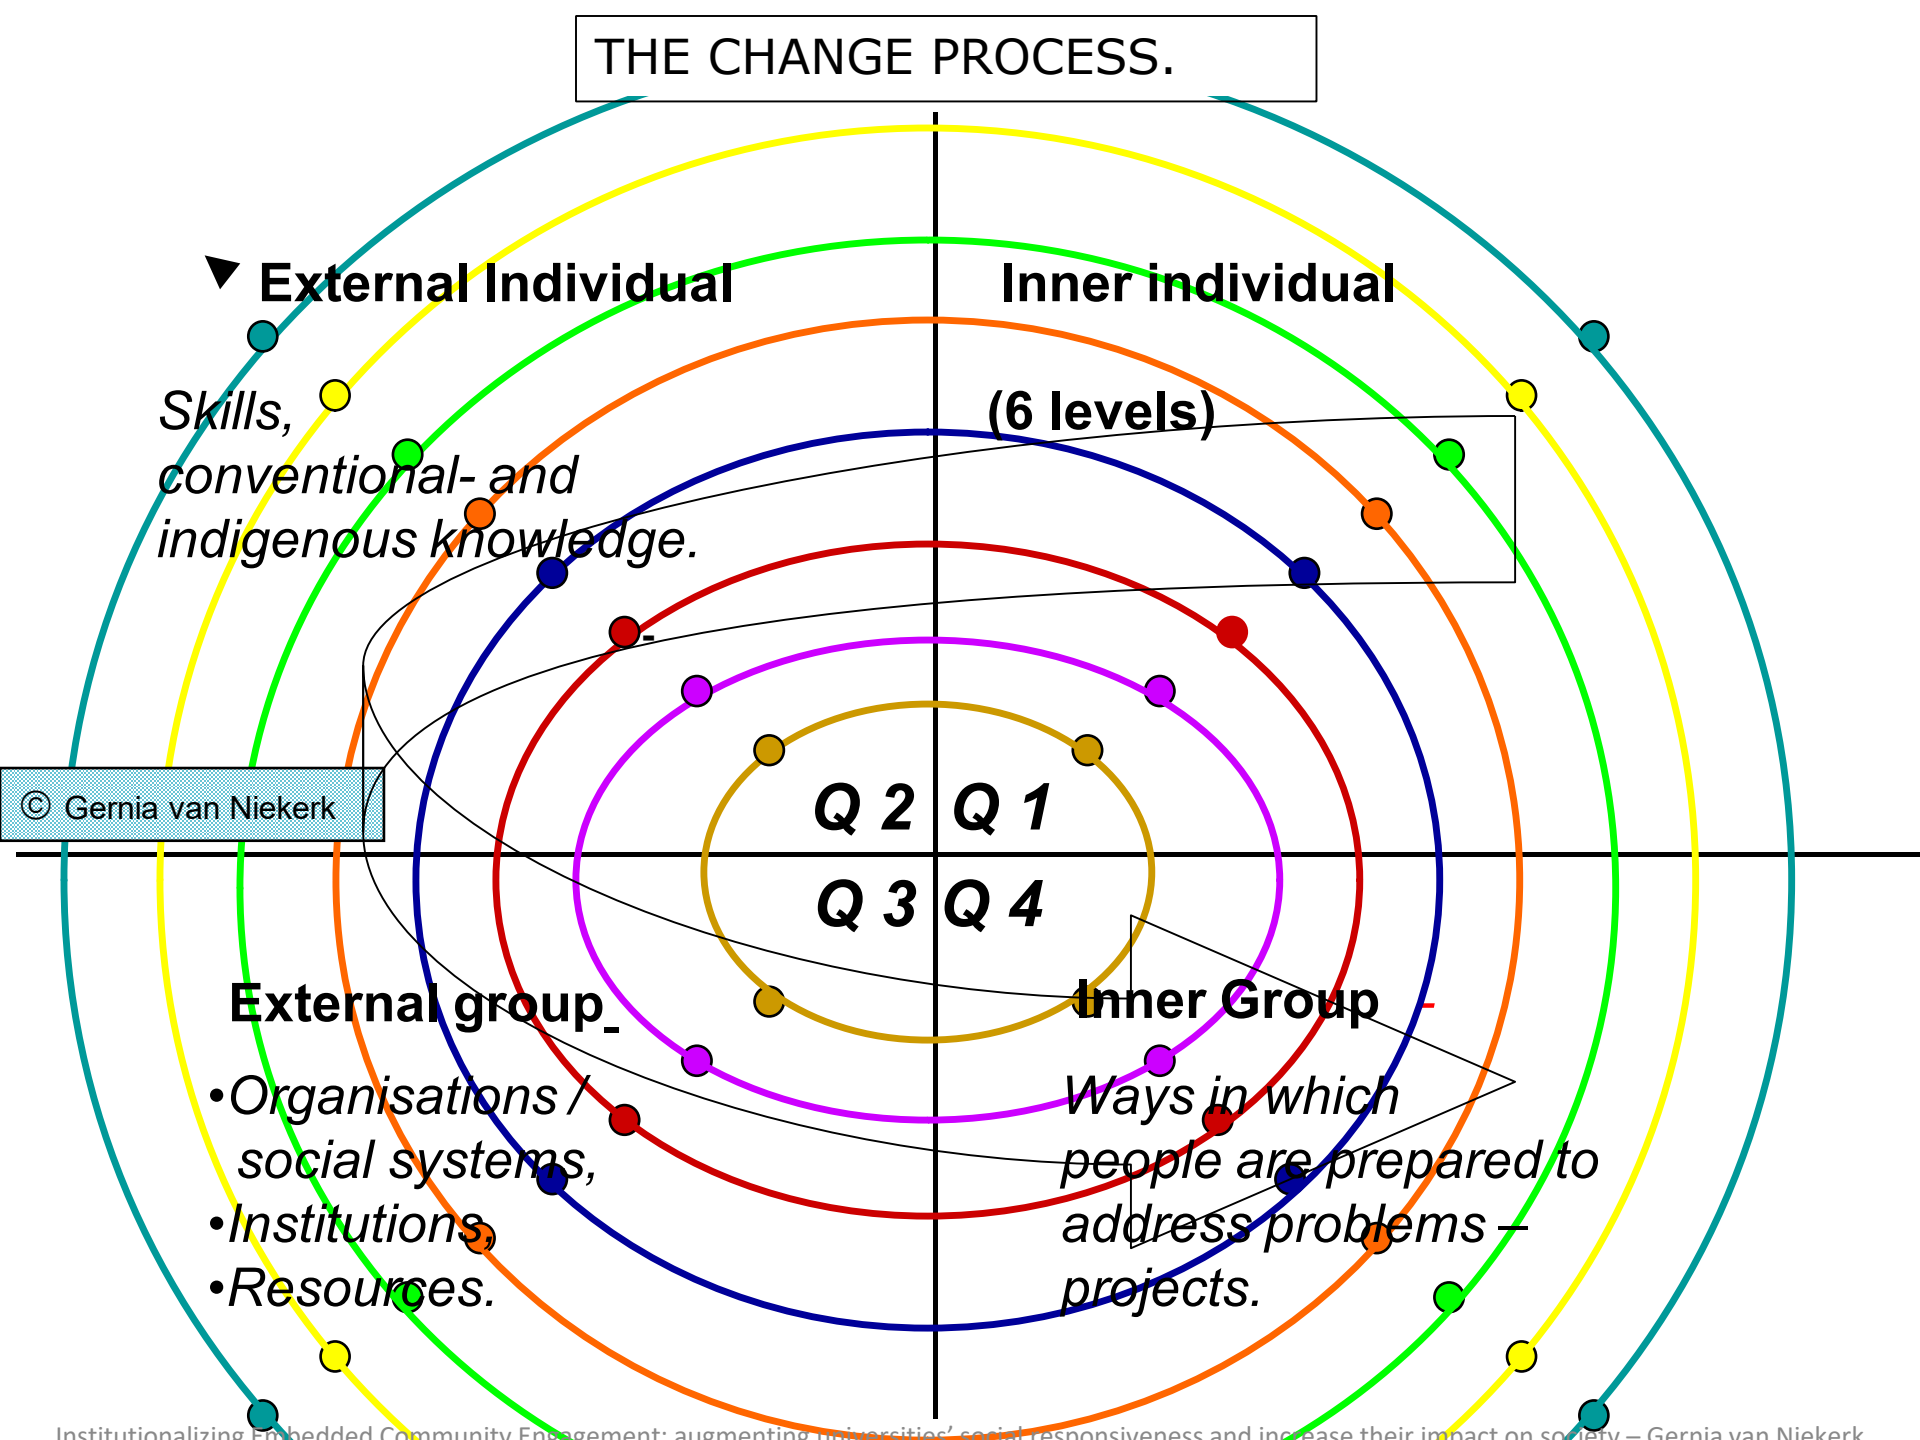 THE CHANGE PROCESS.
External Individual
Inner individual
Skills,
conventional- and
indigenous knowledge.
(6 levels)
-
© Gernia van Niekerk
Q 2
Q 1
Q 3
Q 4
External group -
•Organisations /
social systems,
•Institutions,
•Resources.
Inner Group -
Ways in which
people are prepared to
address problems –
projects.
Institutionalizing Embedded Community Engagement: augmenting universities’ social responsiveness and increase their impact on society – Gernia van Niekerk